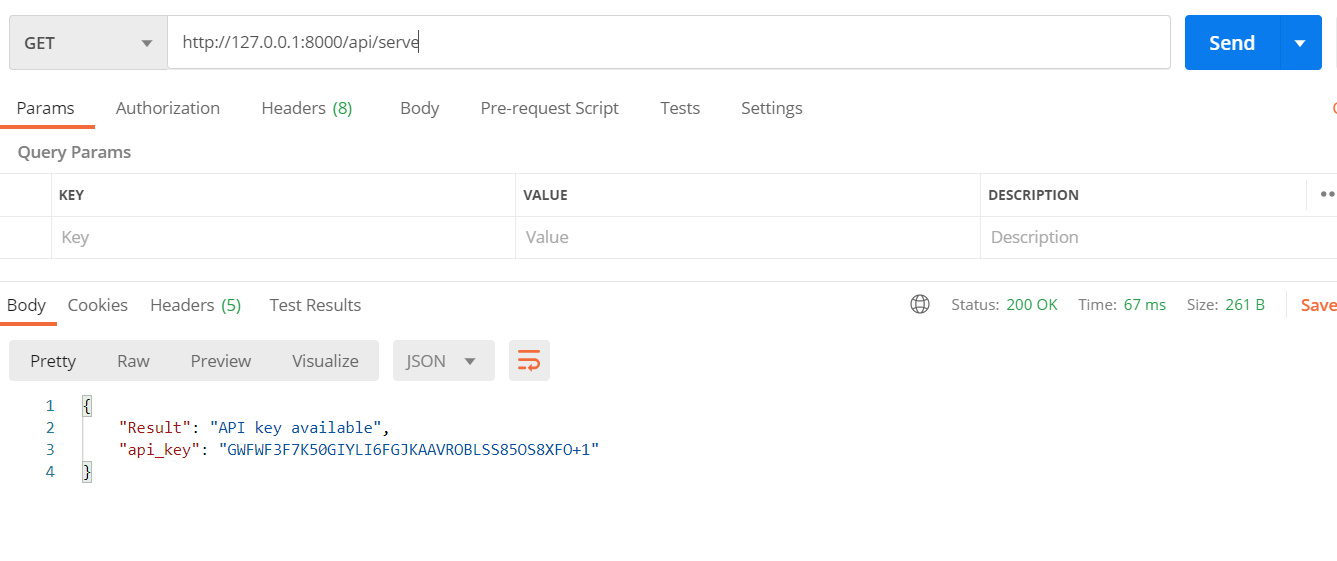 GET http://127.0.0.1:8000/api/serve Send
Params Authorization Headers (8) Body Pre-request Script Tests Settings
Query Params
KEY VALUE DESCRIPTION
Key Value Description
Body Cookies Headers (5) Test Results Status: 200 OK Time: 67 ms Size: 261 B Save
Pretty Raw Preview Visualize JSON
1 {
2 "Result": "API key available",
3 "api_key": "GWFWF3F7K50GIYLI6FGJKAAVROBLSS85OS8XFO+1"
4 }